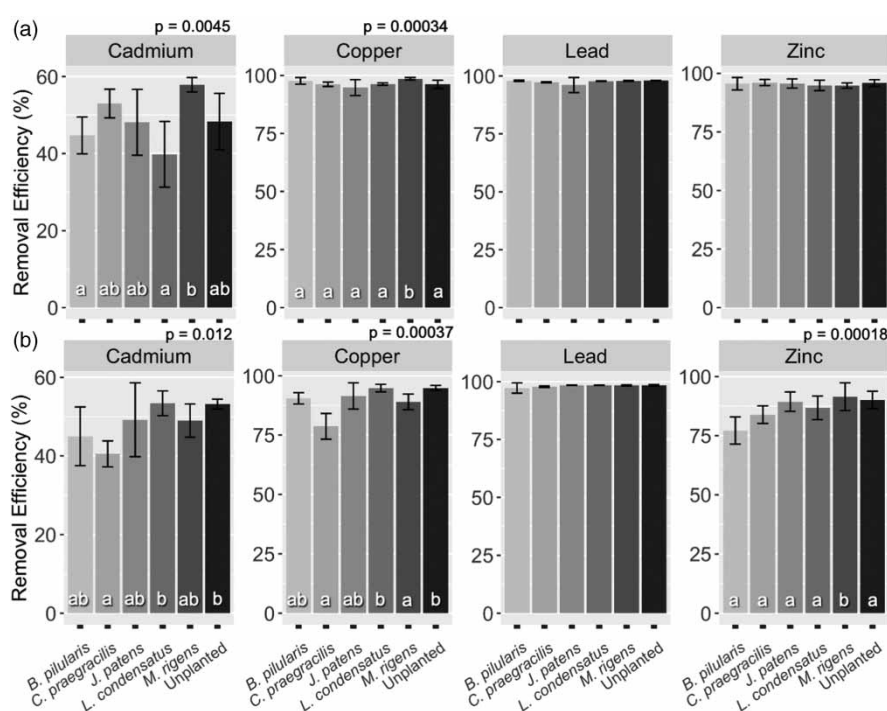 (a)
p = 0.0045
p = 0.00034
Cadmium
Copper
Lead
Zinc
Removal Efficiency (%)
60
40
20
0
a
ab
ab
a
b
ab
100
75
50
25
0
a
a
a
a
b
a
100
75
50
25
0
100
75
50
25
0
(b)
p = 0.012
p = 0.00037
p = 0.00018
Cadmium
Copper
Lead
Zinc
Removal Efficiency (%)
60
40
20
0
ab
a
ab
b
ab
b
100
75
50
25
0
ab
a
ab
b
a
b
100
75
50
25
0
100
75
50
25
0
a
a
a
a
b
a
B. pilularis
C. praegracilis
J. patens
L. condensatus
M. rigens
Unplanted
B. pilularis
C. praegracilis
J. patens
L. condensatus
M. rigens
Unplanted
B. pilularis
C. praegracilis
J. patens
L. condensatus
M. rigens
Unplanted
B. pilularis
C. praegracilis
J. patens
L. condensatus
M. rigens
Unplanted